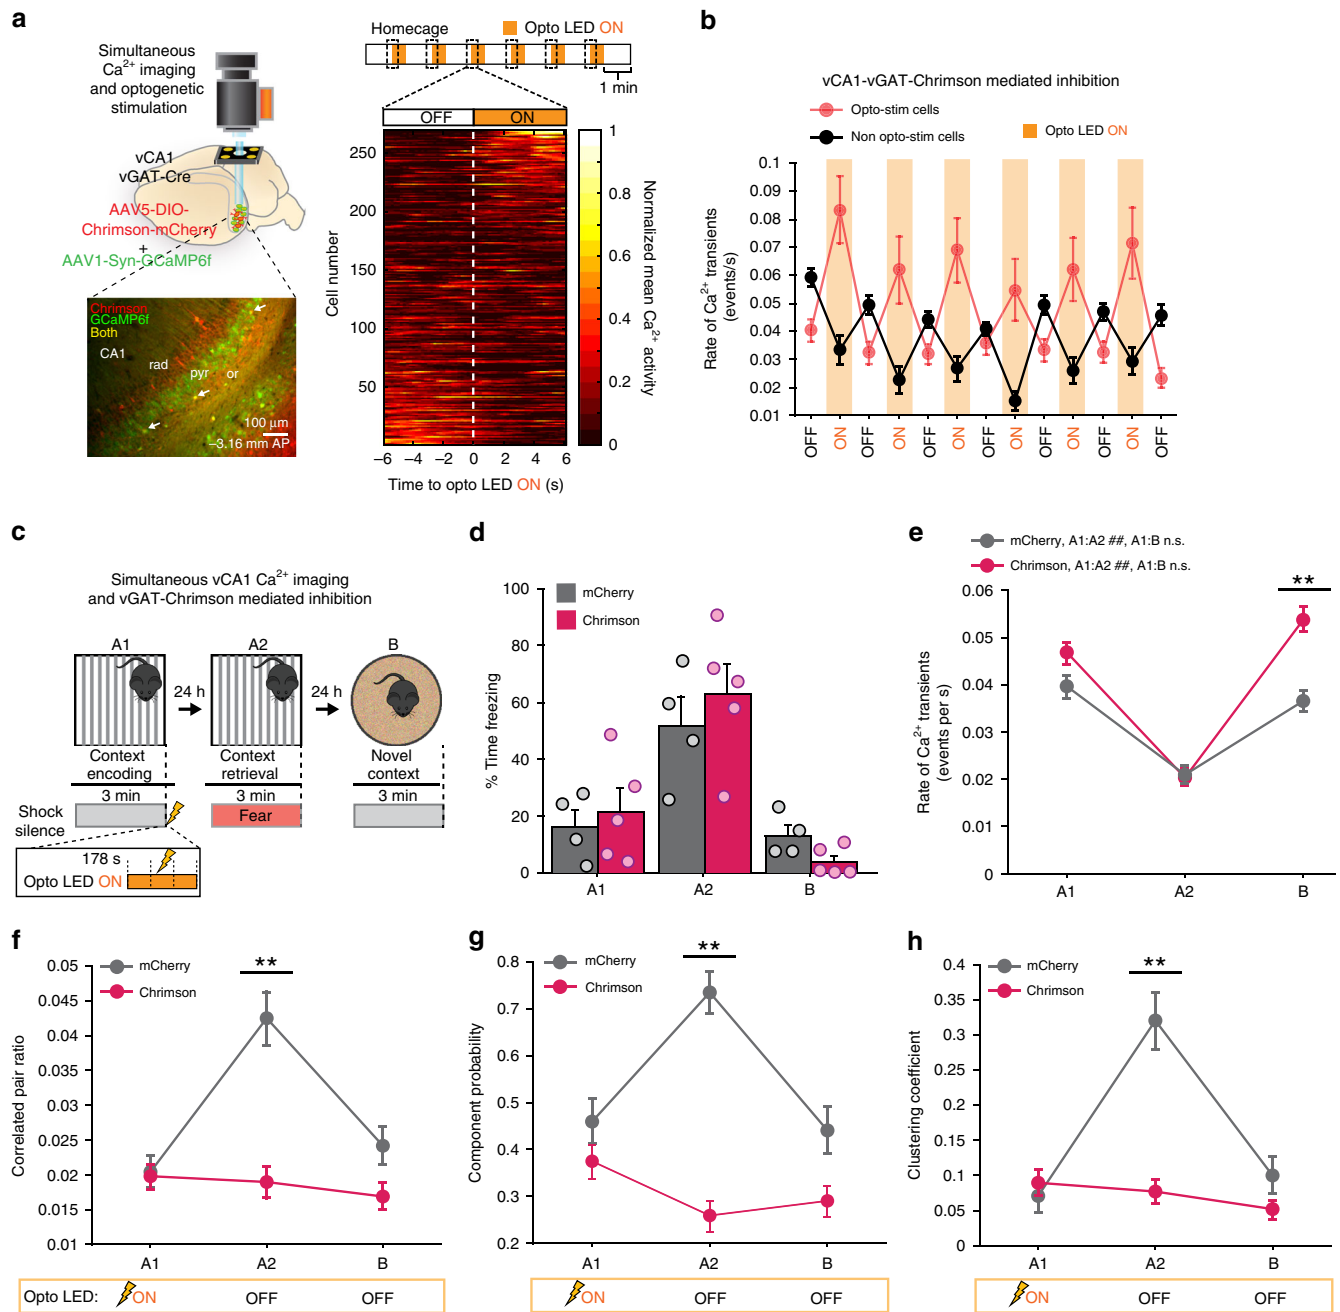 a
Simultaneous
Ca²⁺ imaging
and optogenetic
stimulation
vCA1
vGAT-Cre
AAV5-DIO-
Chrimson-mCherry
+
AAV1-Syn-GCaMP6f
Chrimson
GCaMP6f
Both
CA1
rad
pyr
or
100 μm
–3.16 mm AP
Homecage
Opto LED ON
1 min
OFF
ON
Cell number
250
200
150
100
50
–6 –4 –2 0 2 4 6
Time to opto LED ON (s)
1
0.8
0.6
0.4
0.2
0
Normalized mean Ca²⁺ activity
b
vCA1-vGAT-Chrimson mediated inhibition
Opto-stim cells
Non opto-stim cells
Opto LED ON
Rate of Ca²⁺ transients
(events/s)
0.1
0.09
0.08
0.07
0.06
0.05
0.04
0.03
0.02
0.01
OFF ON OFF ON OFF ON OFF ON OFF ON OFF ON OFF
c
Simultaneous vCA1 Ca²⁺ imaging
and vGAT-Chrimson mediated inhibition
A1 A2 B
24 h 24 h
Context
encoding
Context
retrieval
Novel
context
3 min 3 min 3 min
Shock
silence
Fear
178 s
Opto LED ON
d
mCherry
Chrimson
% Time freezing
100
80
60
40
20
0
A1 A2 B
e
mCherry, A1:A2 ##, A1:B n.s.
Chrimson, A1:A2 ##, A1:B n.s.
**
Rate of Ca²⁺ transients
(events per s)
0.06
0.05
0.04
0.03
0.02
0.01
0
A1 A2 B
f
mCherry
Chrimson
**
Correlated pair ratio
0.05
0.045
0.04
0.035
0.03
0.025
0.02
0.015
0.01
A1 A2 B
Opto LED: ON OFF OFF
g
mCherry
Chrimson
**
Component probability
0.8
0.7
0.6
0.5
0.4
0.3
0.2
A1 A2 B
ON OFF OFF
h
mCherry
Chrimson
**
Clustering coefficient
0.4
0.35
0.3
0.25
0.2
0.15
0.1
0.05
0
A1 A2 B
ON OFF OFF